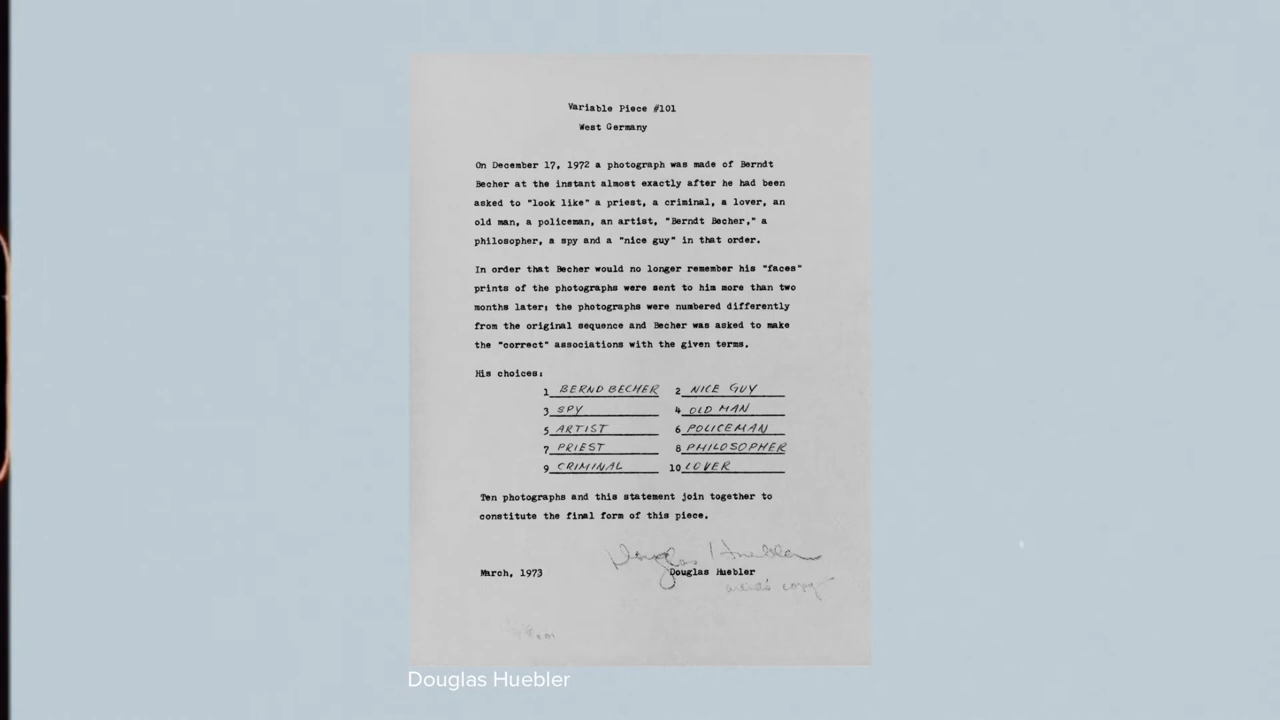 Variable Piece #101
West Germany
On December 17, 1972 a photograph was made of Berndt
Becher at the instant almost exactly after he had been
asked to "look like" a priest, a criminal, a lover, an
old man, a policeman, an artist, "Berndt Becher," a
philosopher, a spy and a "nice guy" in that order.
In order that Becher would no longer remember his "faces"
prints of the photographs were sent to him more than two
months later; the photographs were numbered differently
from the original sequence and Becher was asked to make
the "correct" associations with the given terms.
His choices:
1 BERND BECHER 2 NICE GUY
3 SPY 4 OLD MAN
5 ARTIST 6 POLICEMAN
7 PRIEST 8 PHILOSOPHER
9 CRIMINAL 10 LOVER
Ten photographs and this statement join together to
constitute the final form of this piece.
Douglas Huebler
March, 1973 Douglas Huebler
artist's copy
Douglas Huebler